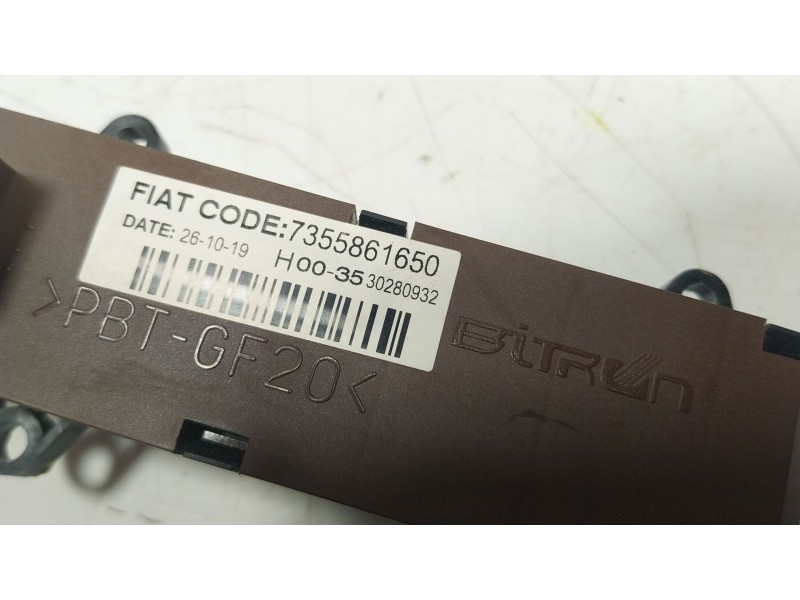 FIAT CODE:7355861650
DATE: 26-10-19 H00-35 30280932
>PBT-GF20<
BiTRON